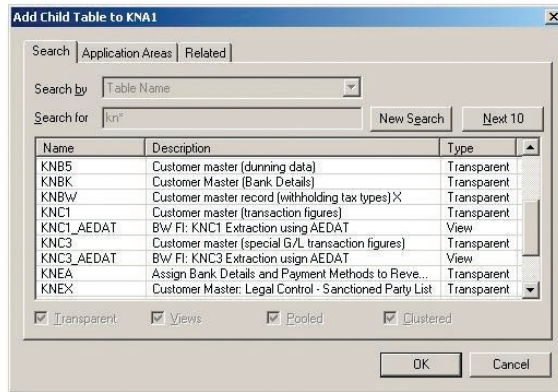 Add Child Table to KNA1
Search Application Areas Related
Search by Table Name
Search for kn* New Search Next 10
Name Description Type
KNB5 Customer master (dunning data) Transparent
KNBK Customer Master (Bank Details) Transparent
KNBW Customer master record (withholding tax types) X Transparent
KNC1 Customer master (transaction figures) Transparent
KNC1_AEDAT BW FI: KNC1 Extraction using AEDAT View
KNC3 Customer master (special G/L transaction figures) Transparent
KNC3_AEDAT BW FI: KNC3 Extraction usign AEDAT View
KNEA Assign Bank Details and Payment Methods to Reve... Transparent
KNEX Customer Master: Legal Control - Sanctioned Party List Transparent
Transparent Views Pooled Clustered
OK Cancel